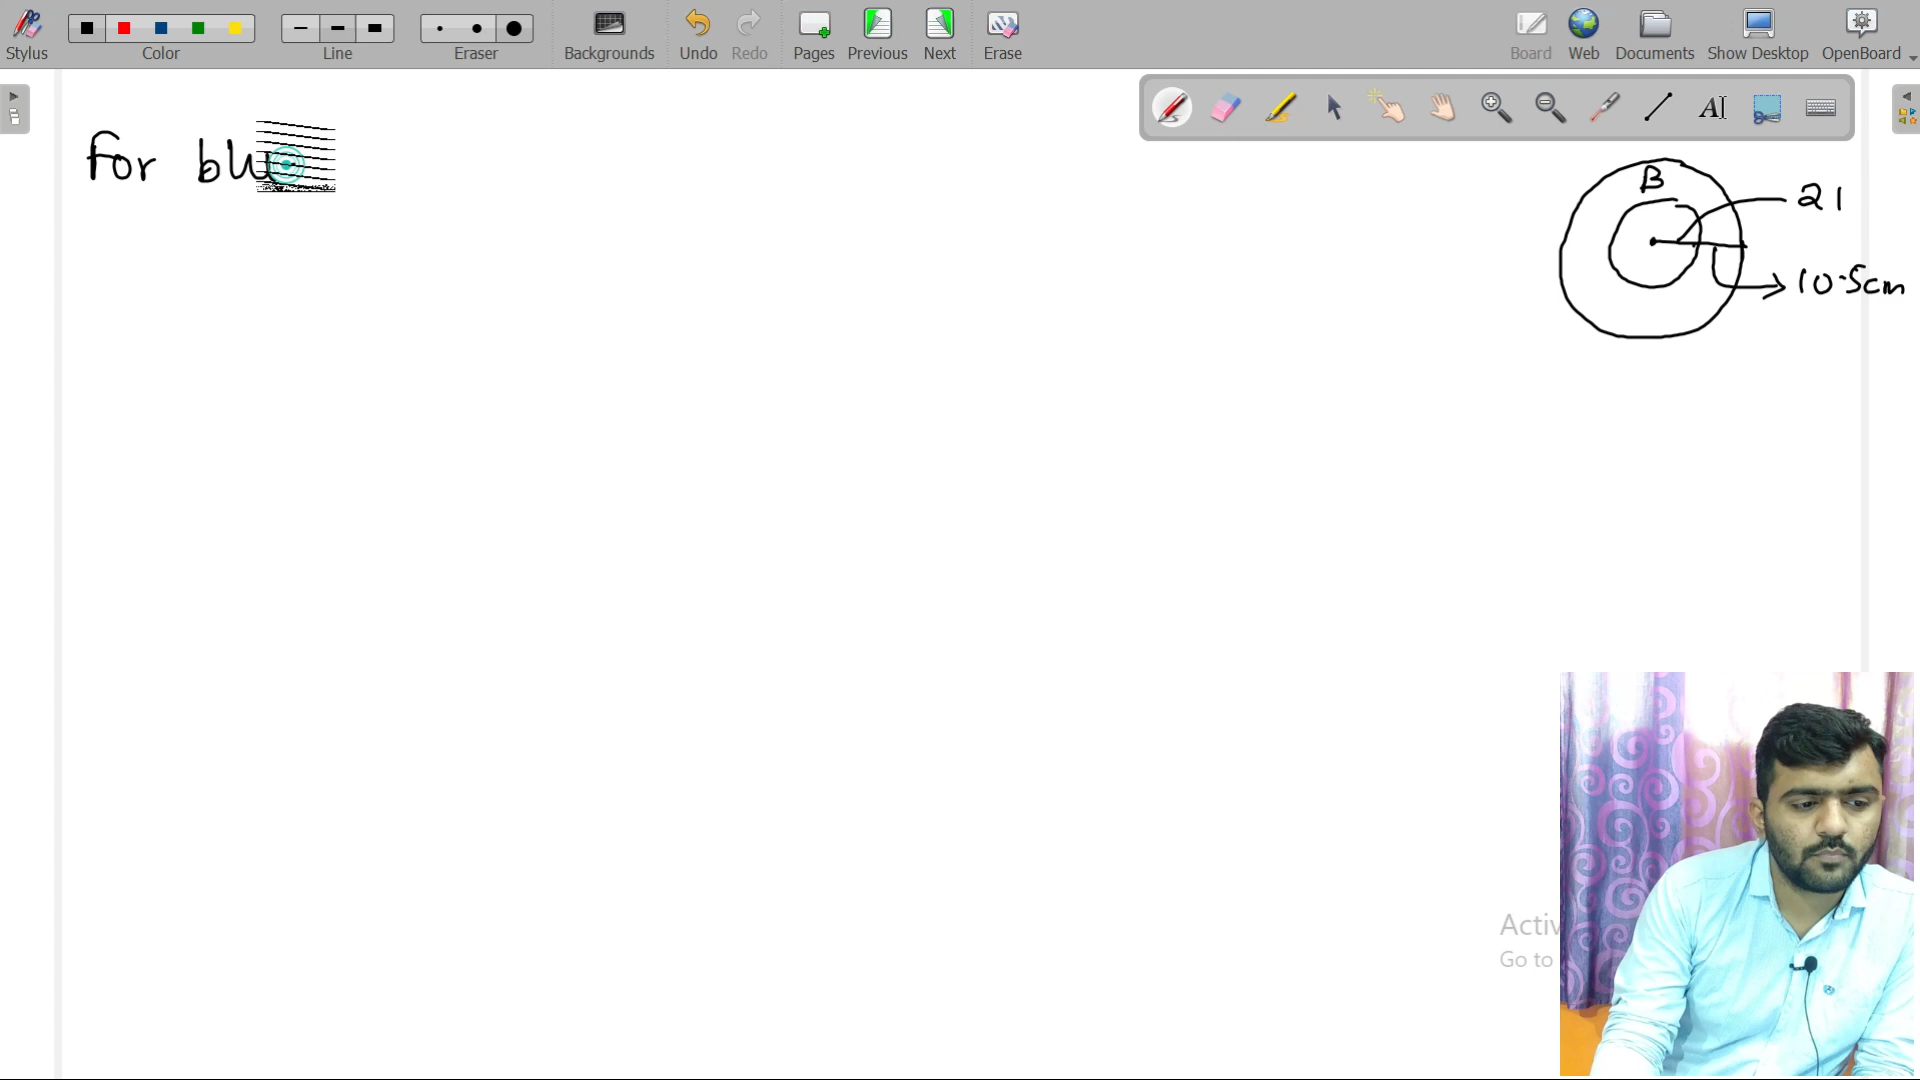 Stylus
Color
Line
Eraser
Backgrounds
Undo
Redo
Pages
Previous
Next
Erase
Board
Web
Documents
Show Desktop
OpenBoard
for
B
21
10.5cm
Activ
Go to